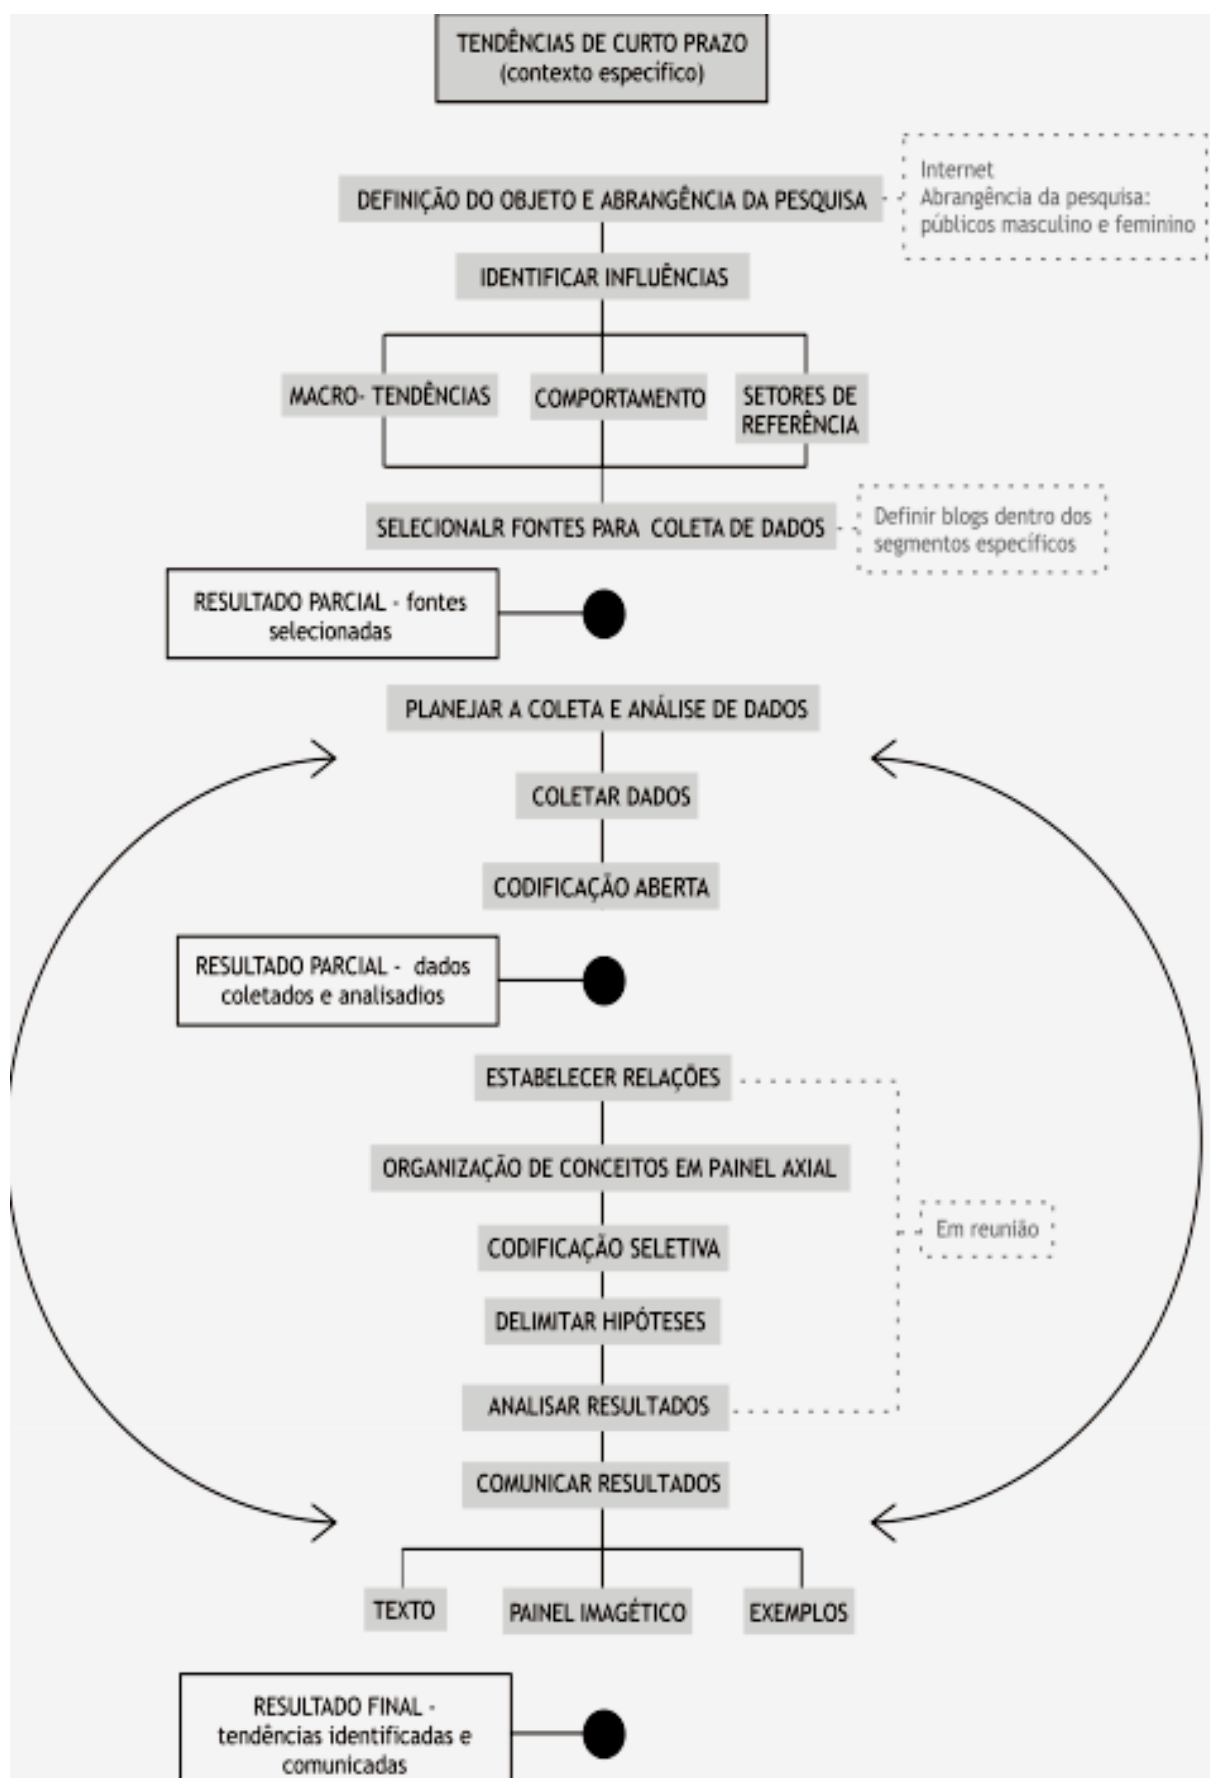 TENDÊNCIAS DE CURTO PRAZO
(contexto específico)
Internet
Abrangência da pesquisa:
públicos masculino e feminino
DEFINIÇÃO DO OBJETO E ABRANGÊNCIA DA PESQUISA
IDENTIFICAR INFLUÊNCIAS
MACRO- TENDÊNCIAS
COMPORTAMENTO
SETORES DE
REFERÊNCIA
SELECIONALR FONTES PARA COLETA DE DADOS
Definir blogs dentro dos
segmentos específicos
RESULTADO PARCIAL - fontes
selecionadas
PLANEJAR A COLETA E ANÁLISE DE DADOS
COLETAR DADOS
CODIFICAÇÃO ABERTA
RESULTADO PARCIAL - dados
coletados e analisadios
ESTABELECER RELAÇÕES
ORGANIZAÇÃO DE CONCEITOS EM PAINEL AXIAL
CODIFICAÇÃO SELETIVA
Em reunião
DELIMITAR HIPÓTESES
ANALISAR RESULTADOS
COMUNICAR RESULTADOS
TEXTO
PAINEL IMAGÉTICO
EXEMPLOS
RESULTADO FINAL -
tendências identificadas e
comunicadas